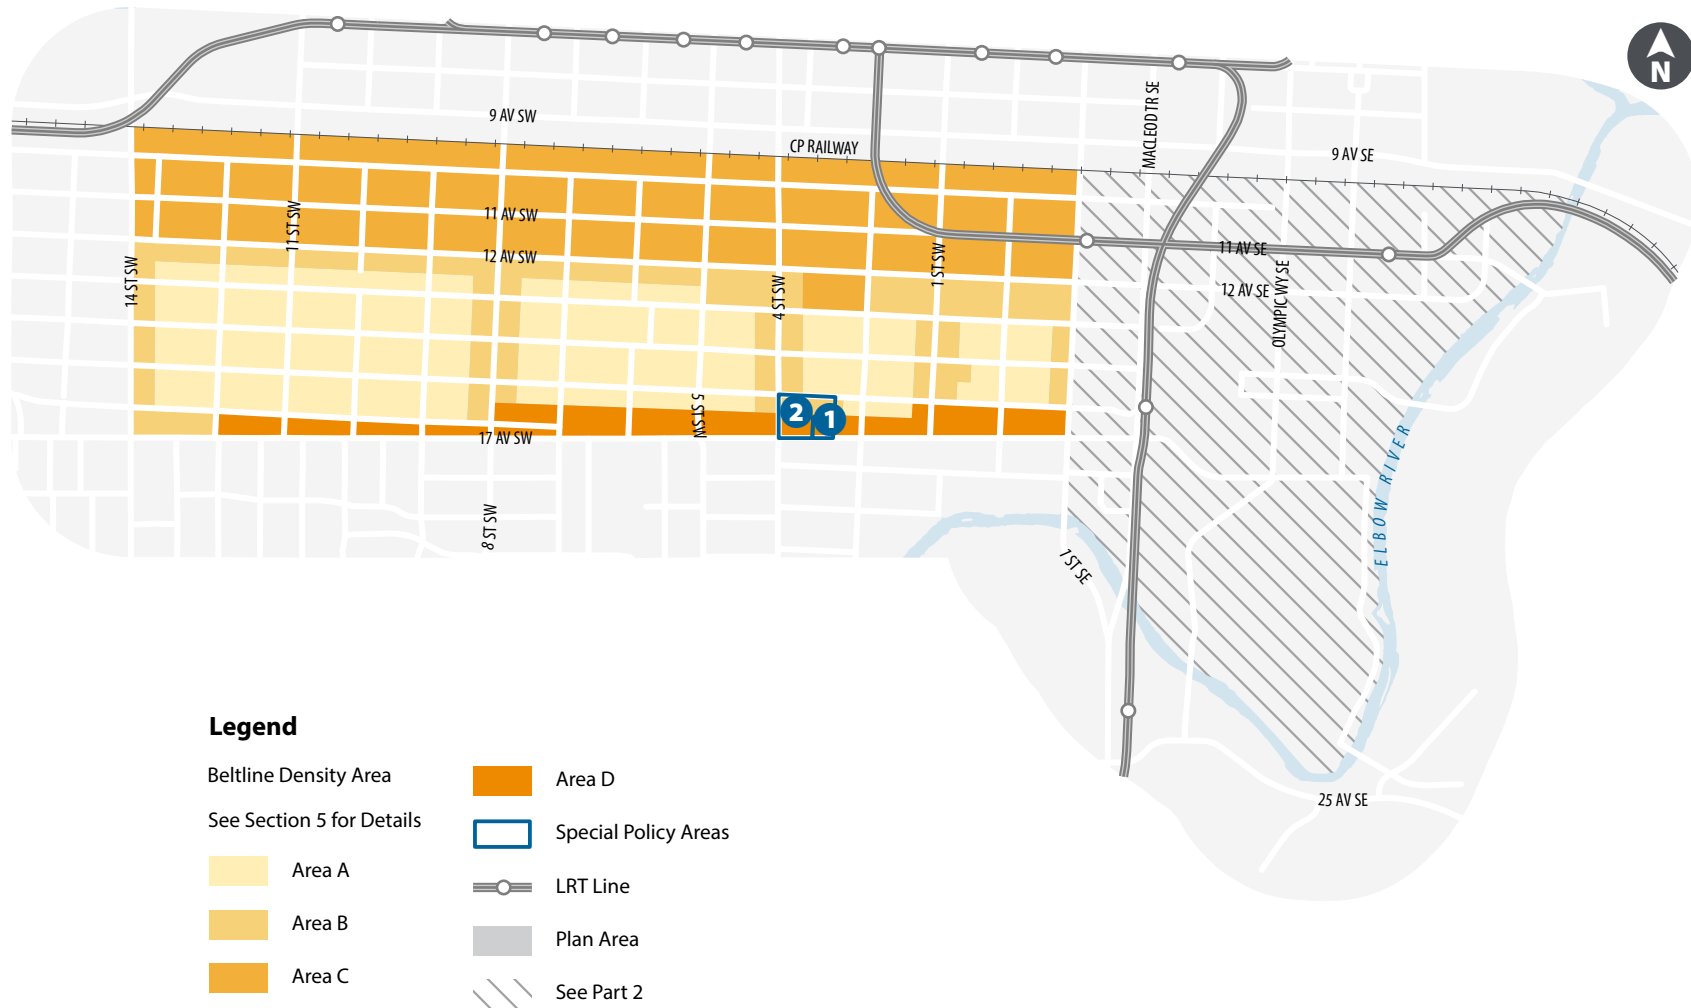 N
9 AV SW
CP RAILWAY
MACLEOD TR SE
9 AV SE
11 ST SW
11 AV SW
12 AV SW
14 ST SW
4 ST SW
1 ST SW
11 AV SE
12 AV SE
OLYMPIC WY SE
5 ST SW
2
1
17 AV SW
8 ST SW
1 ST SE
ELBOW RIVER
25 AV SE
Legend
Beltline Density Area
See Section 5 for Details
Area A
Area B
Area C
Area D
Special Policy Areas
LRT Line
Plan Area
See Part 2